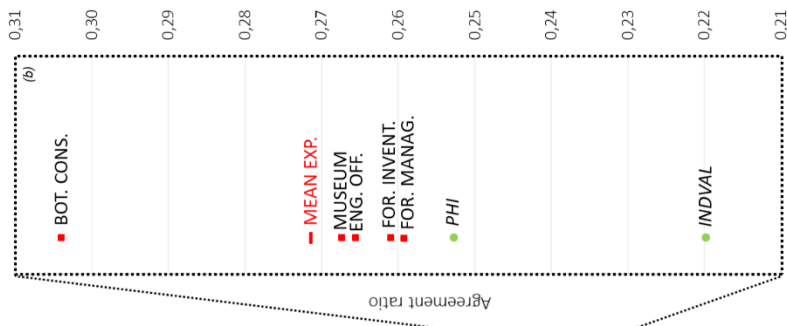 0,31
0,30
0,29
0,28
0,27
0,26
0,25
0,24
0,23
0,22
0,21
(b)
BOT. CONS.
MEAN EXP.
MUSEUM
ENG. OFF.
FOR. INVENT.
FOR. MANAG.
PHI
INDVAL
Agreement ratio